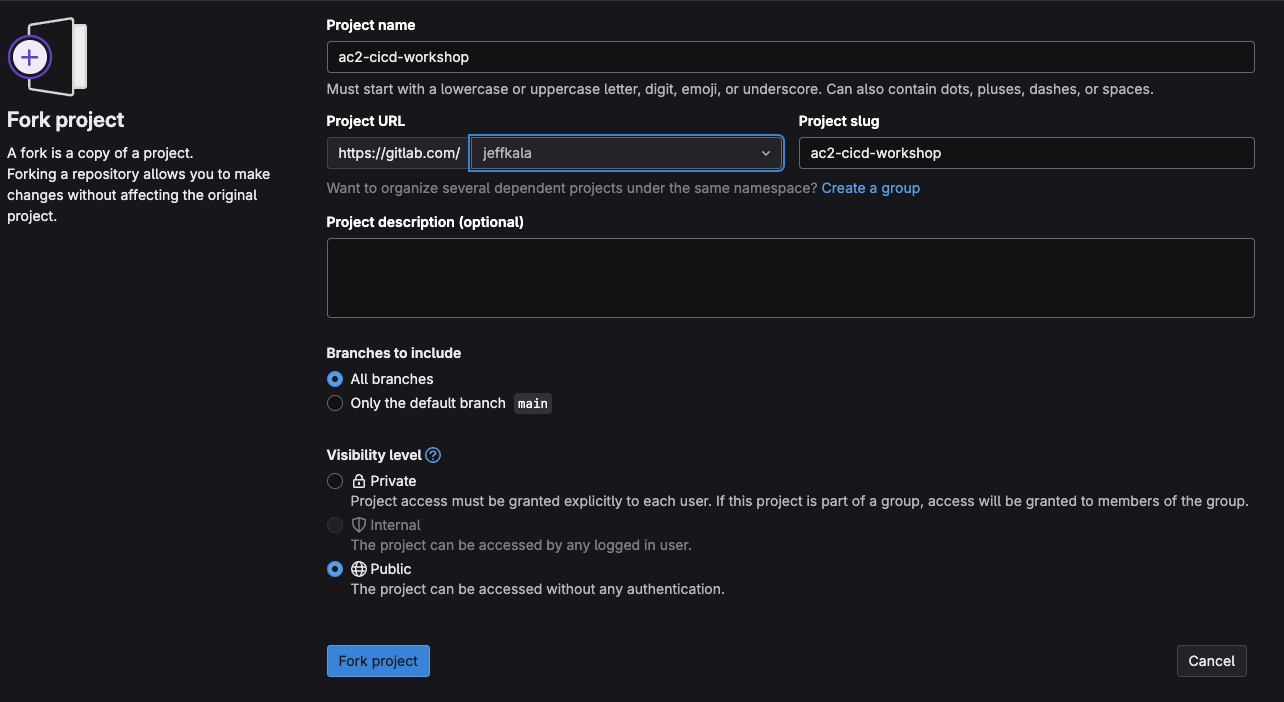 Fork project
A fork is a copy of a project.
Forking a repository allows you to make
changes without affecting the original
project.
Project name
ac2-cicd-workshop
Must start with a lowercase or uppercase letter, digit, emoji, or underscore. Can also contain dots, pluses, dashes, or spaces.
Project URL
https://gitlab.com/
jeffkala
Project slug
ac2-cicd-workshop
Want to organize several dependent projects under the same namespace? Create a group
Project description (optional)
Branches to include
All branches
Only the default branch main
Visibility level
Private
Project access must be granted explicitly to each user. If this project is part of a group, access will be granted to members of the group.
Internal
The project can be accessed by any logged in user.
Public
The project can be accessed without any authentication.
Fork project
Cancel